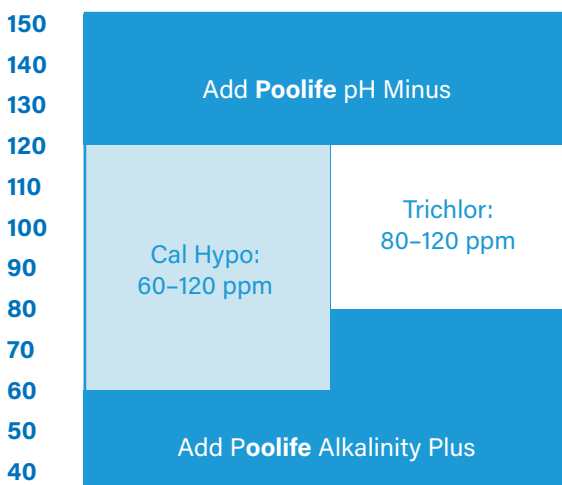 150
140
Add Poolife pH Minus
130
120
110
Trichlor:
100
80–120 ppm
Cal Hypo:
90
60–120 ppm
80
70
60
50
Add Poolife Alkalinity Plus
40